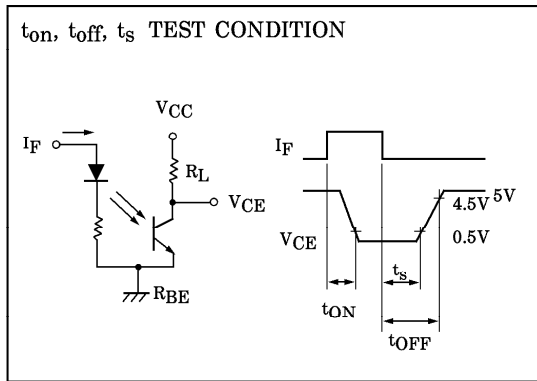 ton, toff, ts TEST CONDITION
VCC
IF
RL
VCE
RBE
IF
5V
4.5V
VCE
0.5V
ts
tON
tOFF